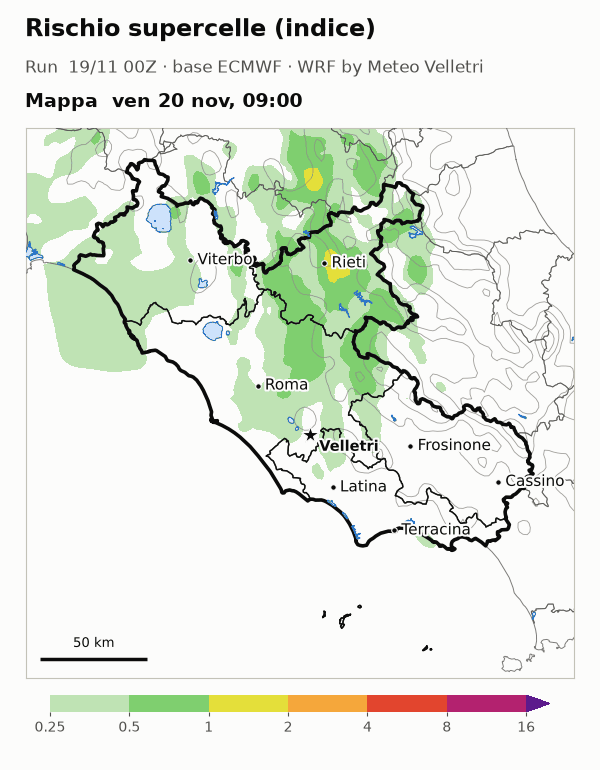 Rischio supercelle (indice)
Run  19/11 00Z · base ECMWF · WRF by Meteo Velletri
Mappa  ven 20 nov, 09:00
Viterbo
Rieti
Roma
Velletri
Frosinone
Cassino
Latina
Terracina
50 km
0.25 0.5 1 2 4 8 16